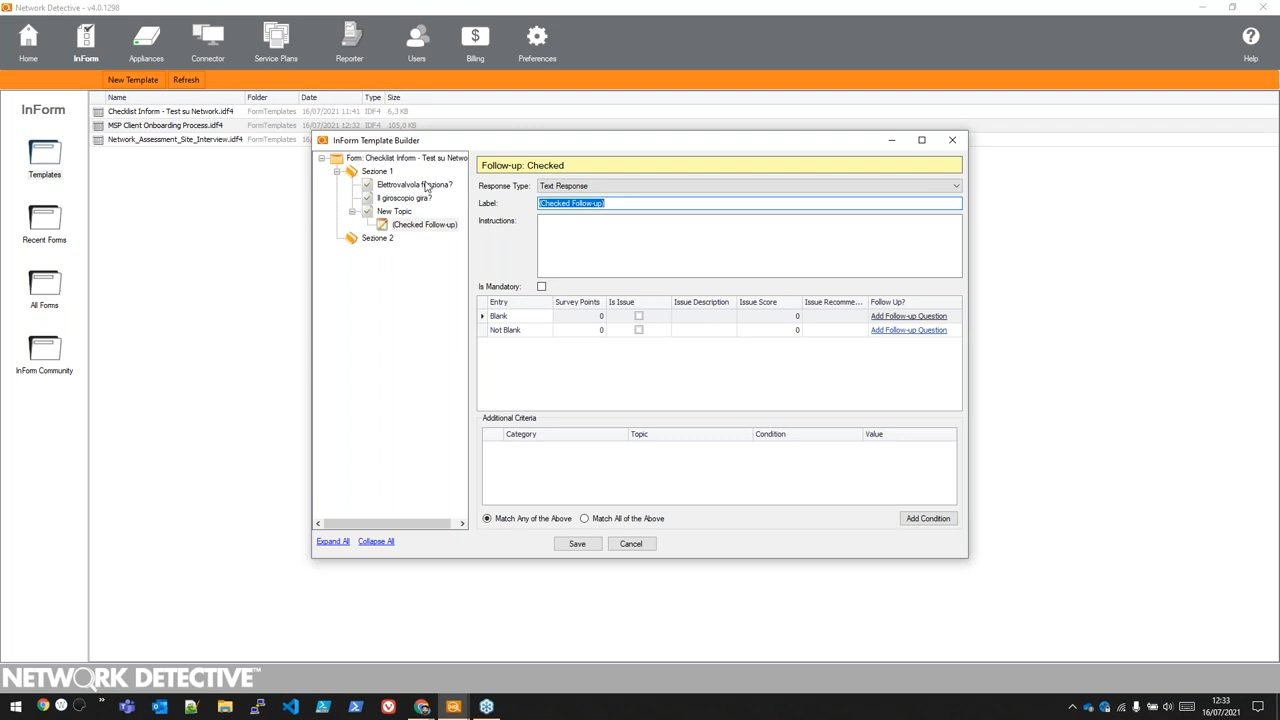 Network Detective - v4.0.1298
Home
InForm
Appliances
Connector
Service Plans
Reporter
Users
Billing
Preferences
Help
New Template
Refresh
InForm
Templates
Recent Forms
All Forms
InForm Community
Name Folder Date Type Size
Checklist Inform - Test su Network.idf4 FormTemplates 16/07/2021 11:41 IDF4 6,3 KB
MSP Client Onboarding Process.idf4 FormTemplates 16/07/2021 12:32 IDF4 105,0 KB
Network_Assessment_Site_Interview.idf4 FormTemplates
InForm Template Builder
Form: Checklist Inform - Test su Netwo
Sezione 1
Elettrovalvola funziona?
Il giroscopio gira?
New Topic
(Checked Follow-up)
Sezione 2
Expand All Collapse All
Follow-up: Checked
Response Type: Text Response
Label: (Checked Follow-up)
Instructions:
Is Mandatory:
Entry Survey Points Is Issue Issue Description Issue Score Issue Recomme... Follow Up?
Blank 0 0 Add Follow-up Question
Not Blank 0 0 Add Follow-up Question
Additional Criteria
Category Topic Condition Value
Match Any of the Above Match All of the Above Add Condition
Save Cancel
NETWORK DETECTIVE™
12:33
16/07/2021